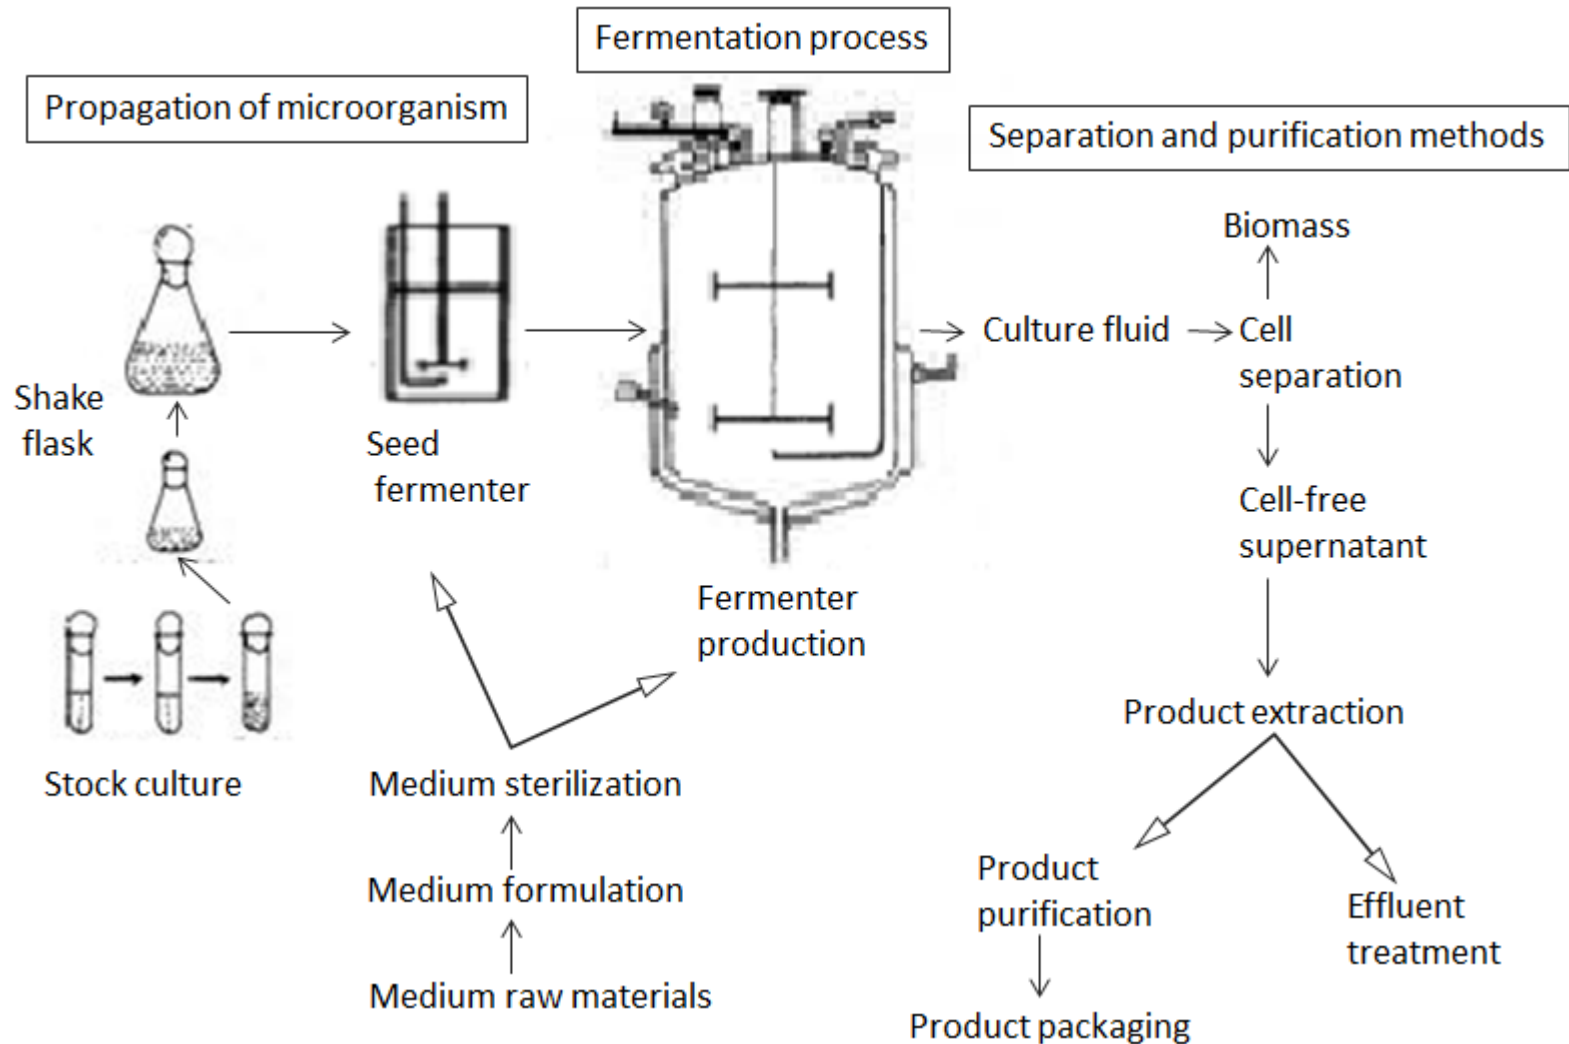 Fermentation process
Propagation of microorganism
Separation and purification methods
Shake
flask
Seed
fermenter
Stock culture
Fermenter
production
Medium sterilization
Medium formulation
Medium raw materials
Culture fluid
Biomass
Cell
separation
Cell-free
supernatant
Product extraction
Product
purification
Effluent
treatment
Product packaging